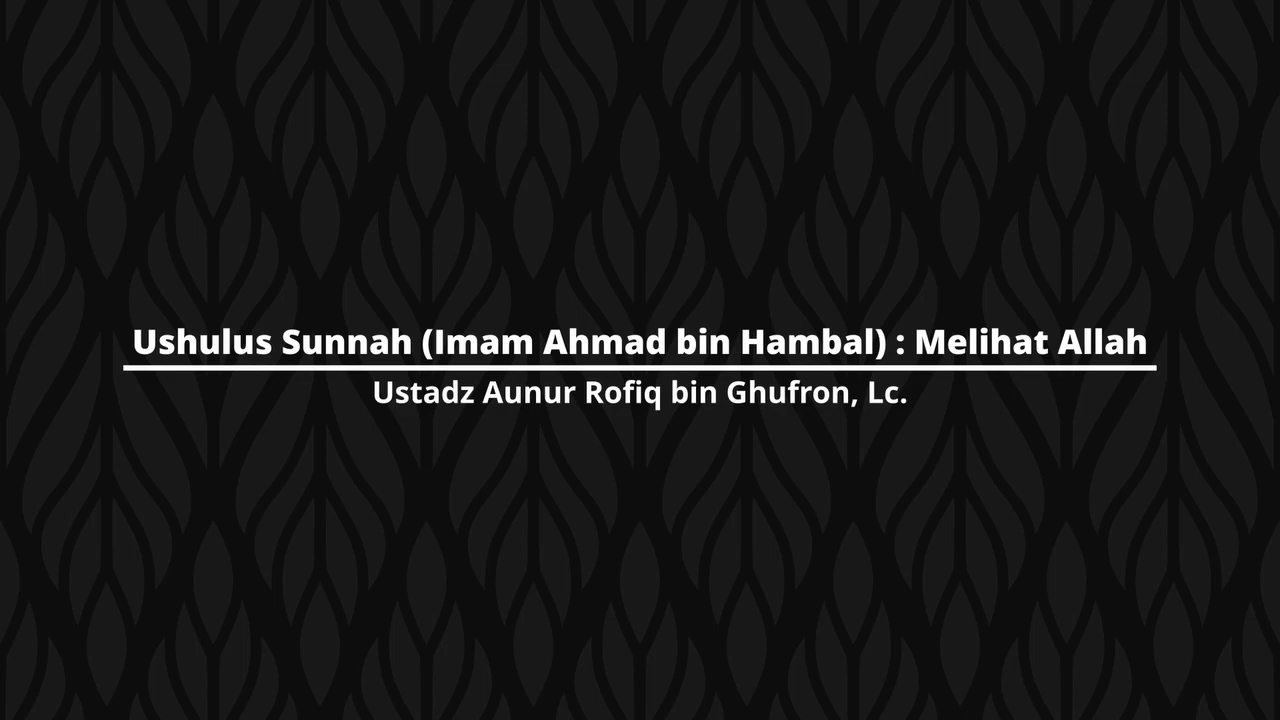 Ushulus Sunnah (Imam Ahmad bin Hambal) : Melihat Allah
Ustadz Aunur Rofiq bin Ghufron, Lc.